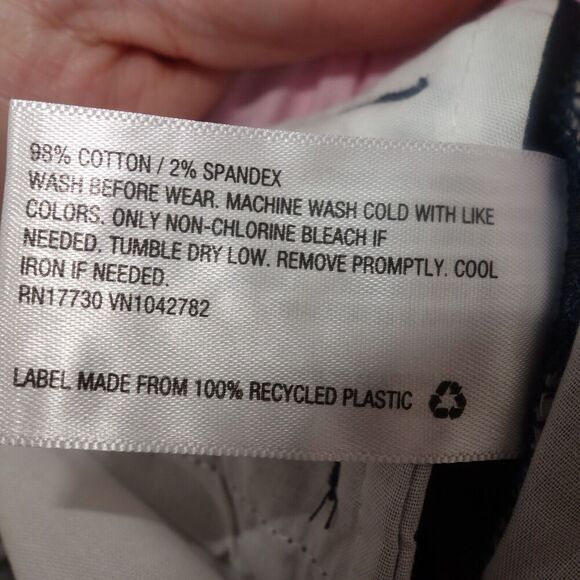 98% COTTON / 2% SPANDEX
WASH BEFORE WEAR. MACHINE WASH COLD WITH LIKE
COLORS. ONLY NON-CHLORINE BLEACH IF
NEEDED. TUMBLE DRY LOW. REMOVE PROMPTLY. COOL
IRON IF NEEDED.
RN17730 VN1042782
LABEL MADE FROM 100% RECYCLED PLASTIC